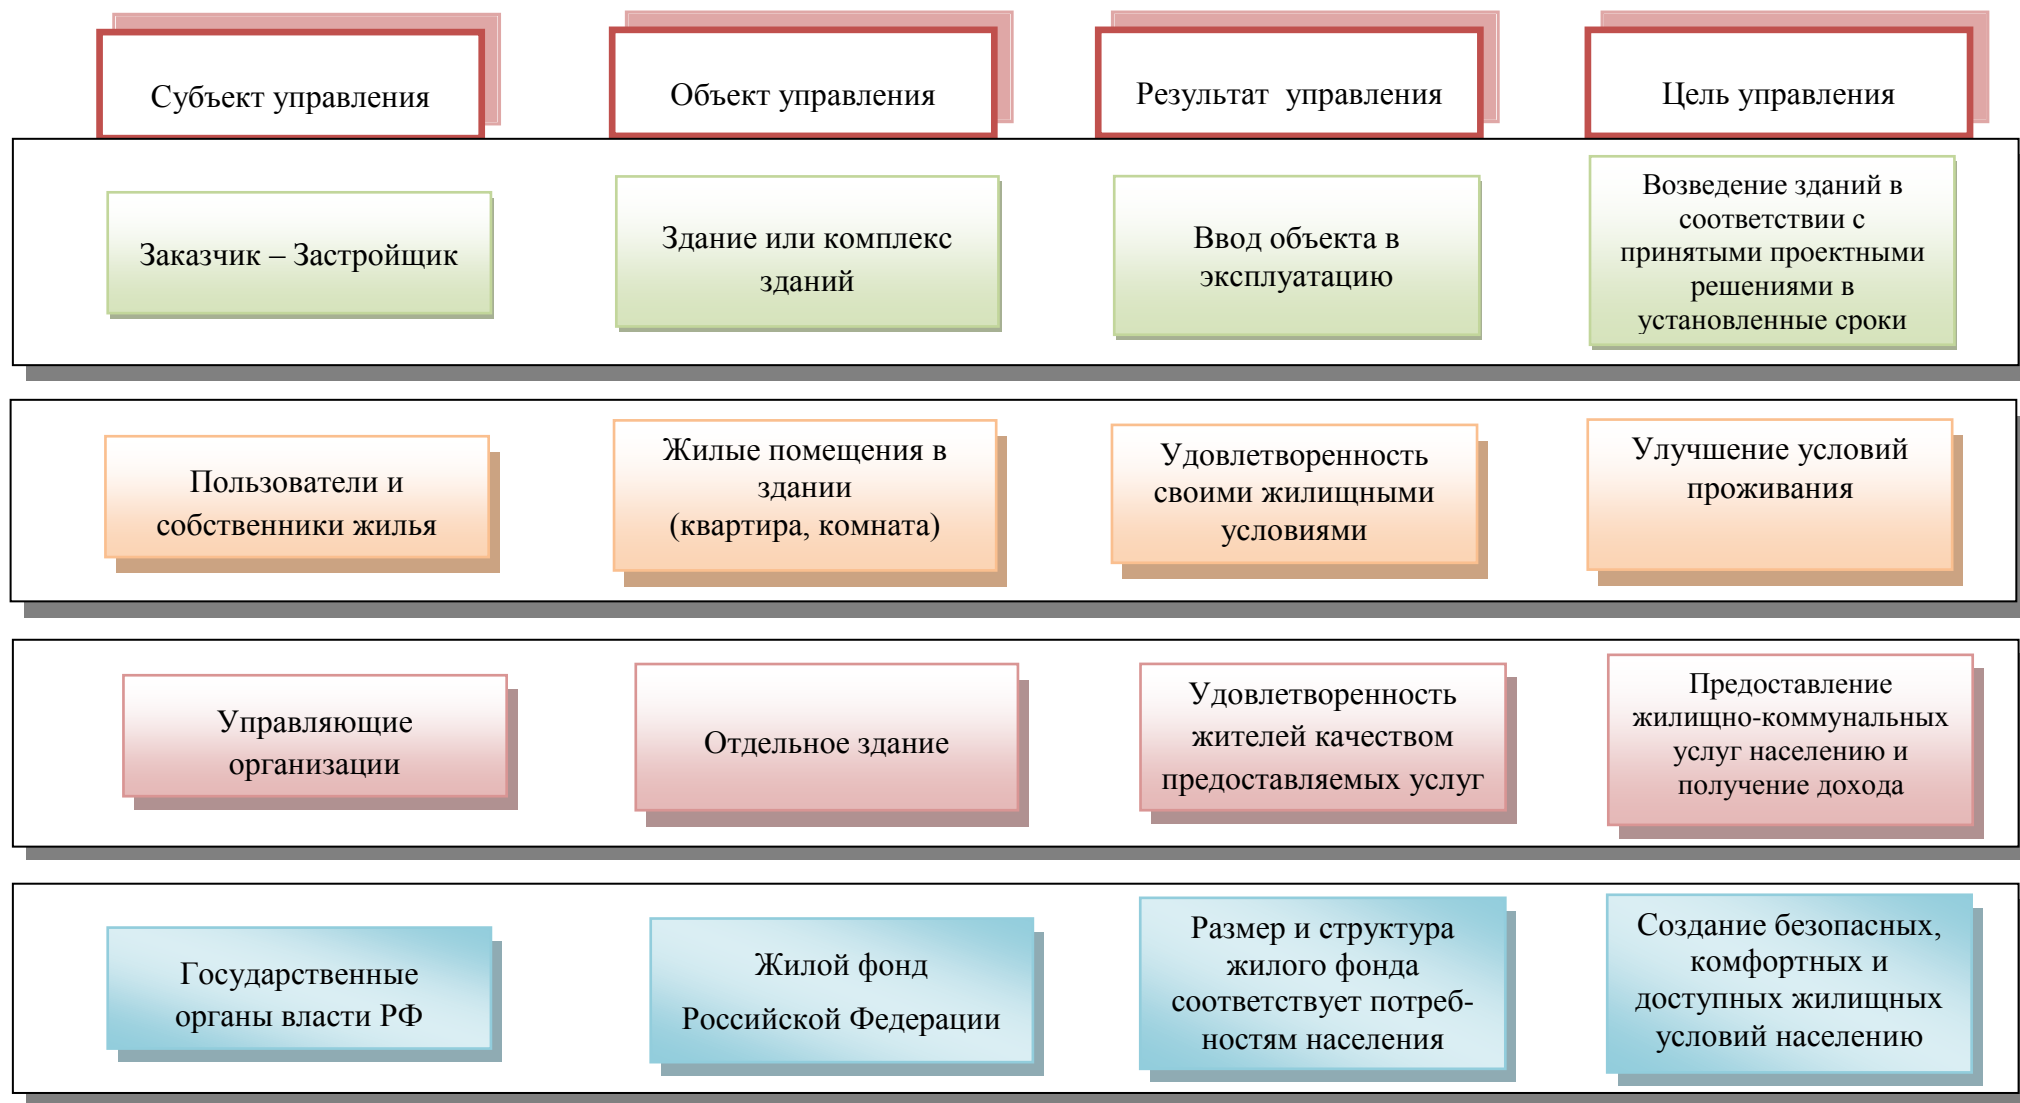 Субъект управления
Объект управления
Результат управления
Цель управления
Заказчик – Застройщик
Здание или комплекс
зданий
Ввод объекта в
эксплуатацию
Возведение зданий в
соответствии с
принятыми проектными
решениями в
установленные сроки
Пользователи и
собственники жилья
Жилые помещения в
здании
(квартира, комната)
Удовлетворенность
своими жилищными
условиями
Улучшение условий
проживания
Управляющие
организации
Отдельное здание
Удовлетворенность
жителей качеством
предоставляемых услуг
Предоставление
жилищно-коммунальных
услуг населению и
получение дохода
Государственные
органы власти РФ
Жилой фонд
Российской Федерации
Размер и структура
жилого фонда
соответствует потреб-
ностям населения
Создание безопасных,
комфортных и
доступных жилищных
условий населению